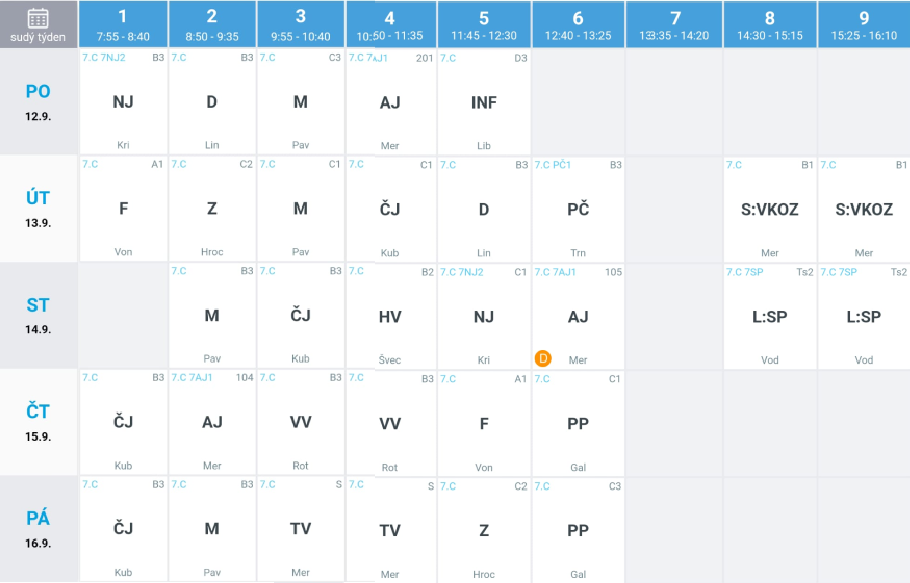 1 2 3 4 5 6 7 8 9
sudý týden 7:55 - 8:40 8:50 - 9:35 9:55 - 10:40 10:50 - 11:35 11:45 - 12:30 12:40 - 13:25 13:35 - 14:20 14:30 - 15:15 15:25 - 16:10
7.C 7NJ2 B3 7.C B3 7.C C3 7.C 7AJ1 201 7.C D3
PO NJ D M AJ INF
12.9.
Kri Lin Pav Mer Lib
7.C A1 7.C C2 7.C C1 7.C C1 7.C B3 7.C PČ1 B3 7.C B1 7.C B1
ÚT F Z M ČJ D PČ S:VKOZ S:VKOZ
13.9.
Von Hroc Pav Kub Lin Trn Mer Mer
7.C B3 7.C B3 7.C B2 7.C 7NJ2 C1 7.C 7AJ1 105 7.C 7SP Ts2 7.C 7SP Ts2
ST M ČJ HV NJ AJ L:SP L:SP
14.9.
Pav Kub Švec Kri D Mer Vod Vod
7.C B3 7.C 7AJ1 104 7.C B3 7.C B3 7.C A1 7.C C1
ČT ČJ AJ VV VV F PP
15.9.
Kub Mer Rot Rot Von Gal
7.C B3 7.C B3 7.C S 7.C S 7.C C2 7.C C3
PÁ ČJ M TV TV Z PP
16.9.
Kub Pav Mer Mer Hroc Gal